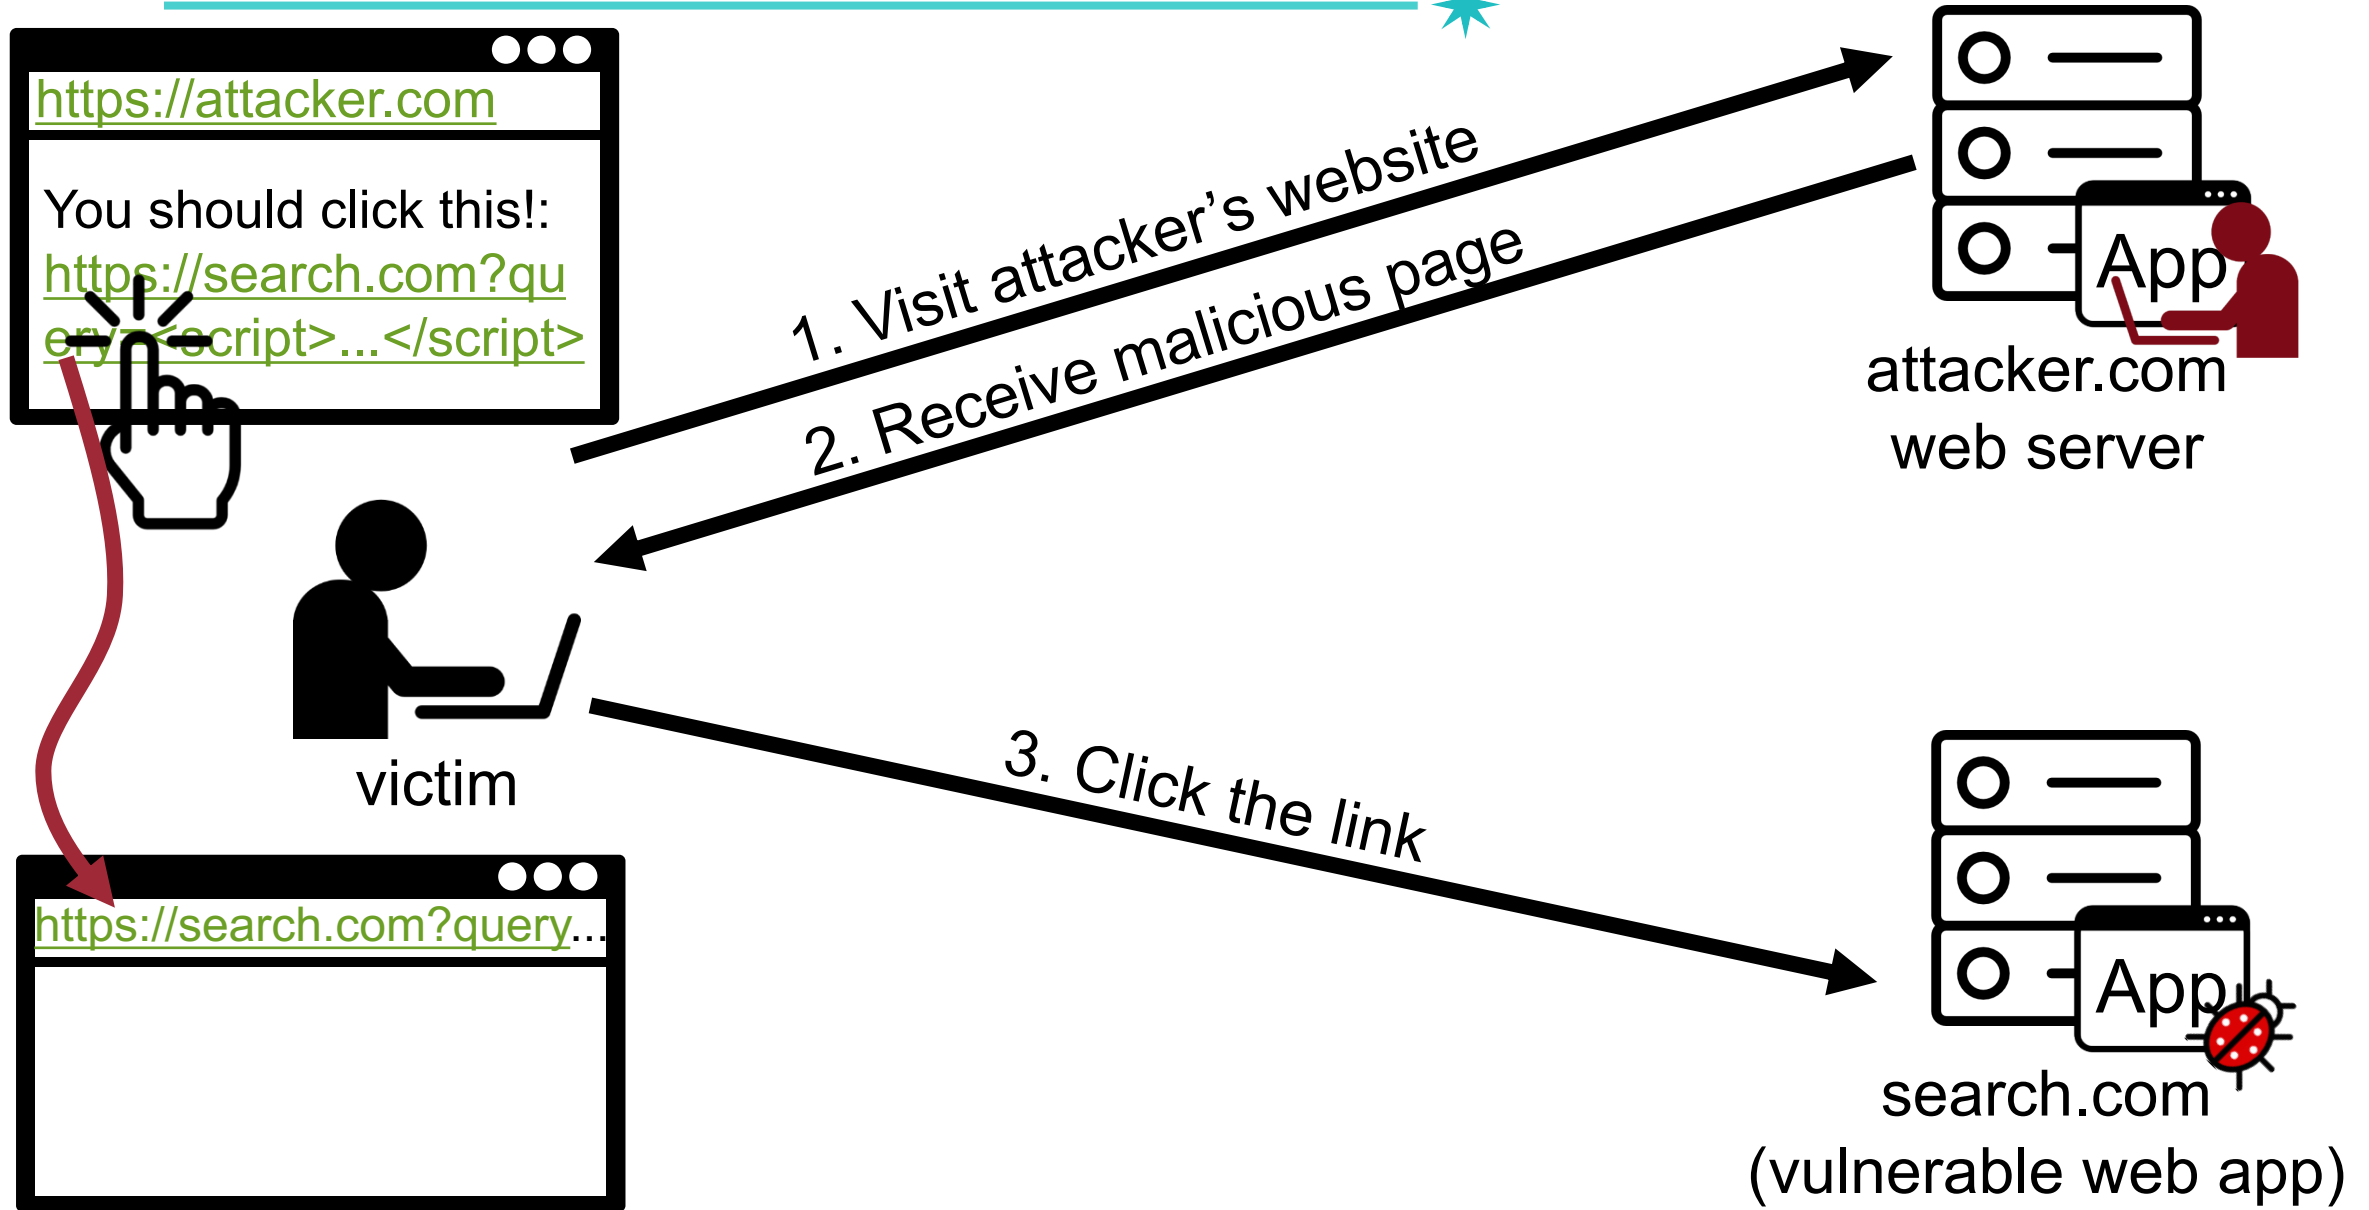 https://attacker.com
You should click this!:
https://search.com?qu
ery=<script>...</script>
1. Visit attacker’s website
2. Receive malicious page
App
attacker.com
web server
victim
3. Click the link
https://search.com?query...
App
search.com
(vulnerable web app)